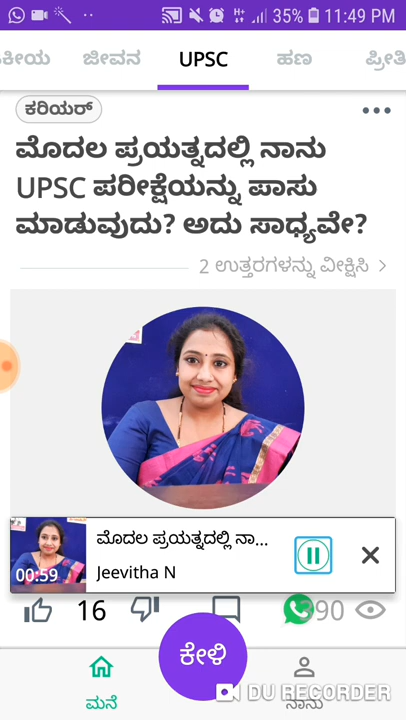 35% 11:49 PM
ಕೀಯ ಜೀವನ UPSC ಹಣ ಪ್ರೀತಿ
ಕರಿಯರ್
ಮೊದಲ ಪ್ರಯತ್ನದಲ್ಲಿ ನಾನು
UPSC ಪರೀಕ್ಷೆಯನ್ನು ಪಾಸು
ಮಾಡುವುದು? ಅದು ಸಾಧ್ಯವೇ?
2 ಉತ್ತರಗಳನ್ನು ವೀಕ್ಷಿಸಿ
ಮೊದಲ ಪ್ರಯತ್ನದಲ್ಲಿ ನಾ...
00:59
Jeevitha N
16
390
ಕೇಳಿ
DU RECORDER
ಮನೆ ನಾನು